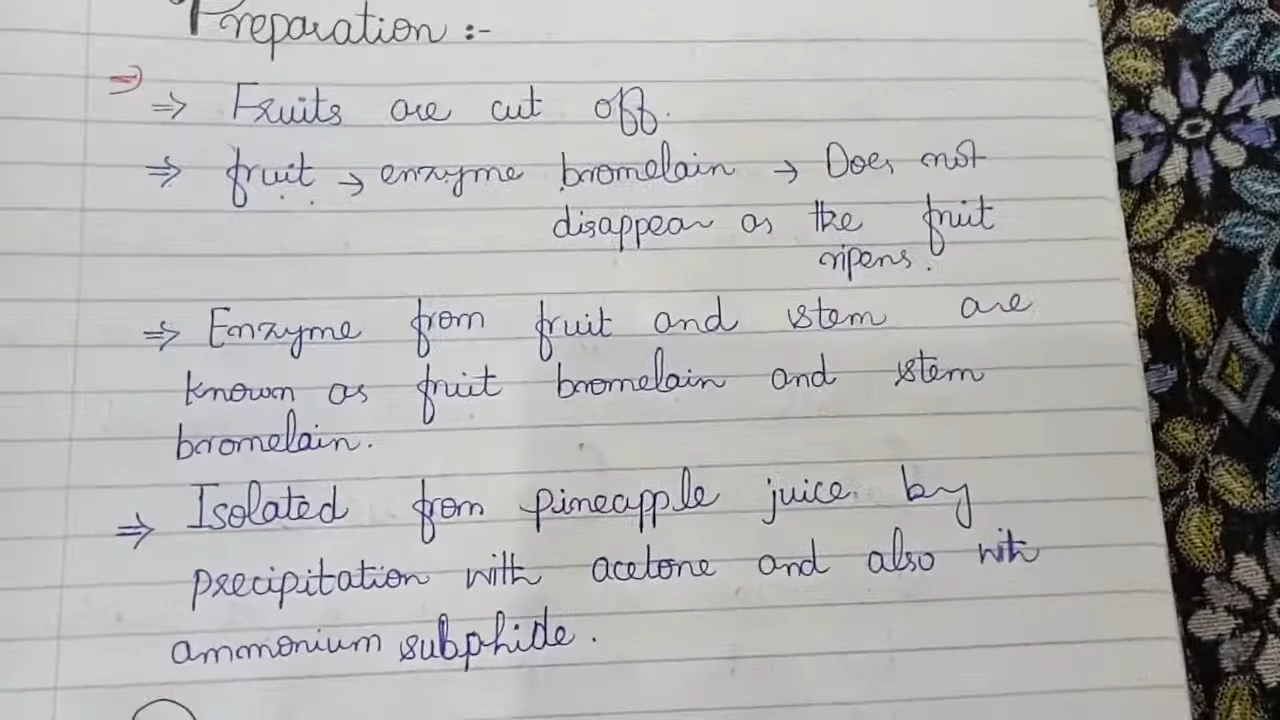 Preparation :-
⇒ Fruits are cut off.
⇒ fruit → enzyme bromelain → Does not
disappear as the fruit
ripens.
⇒ Enzyme from fruit and stem are
known as fruit bromelain and stem
bromelain.
⇒ Isolated from pineapple juice by
precipitation with acetone and also with
ammonium subphide.